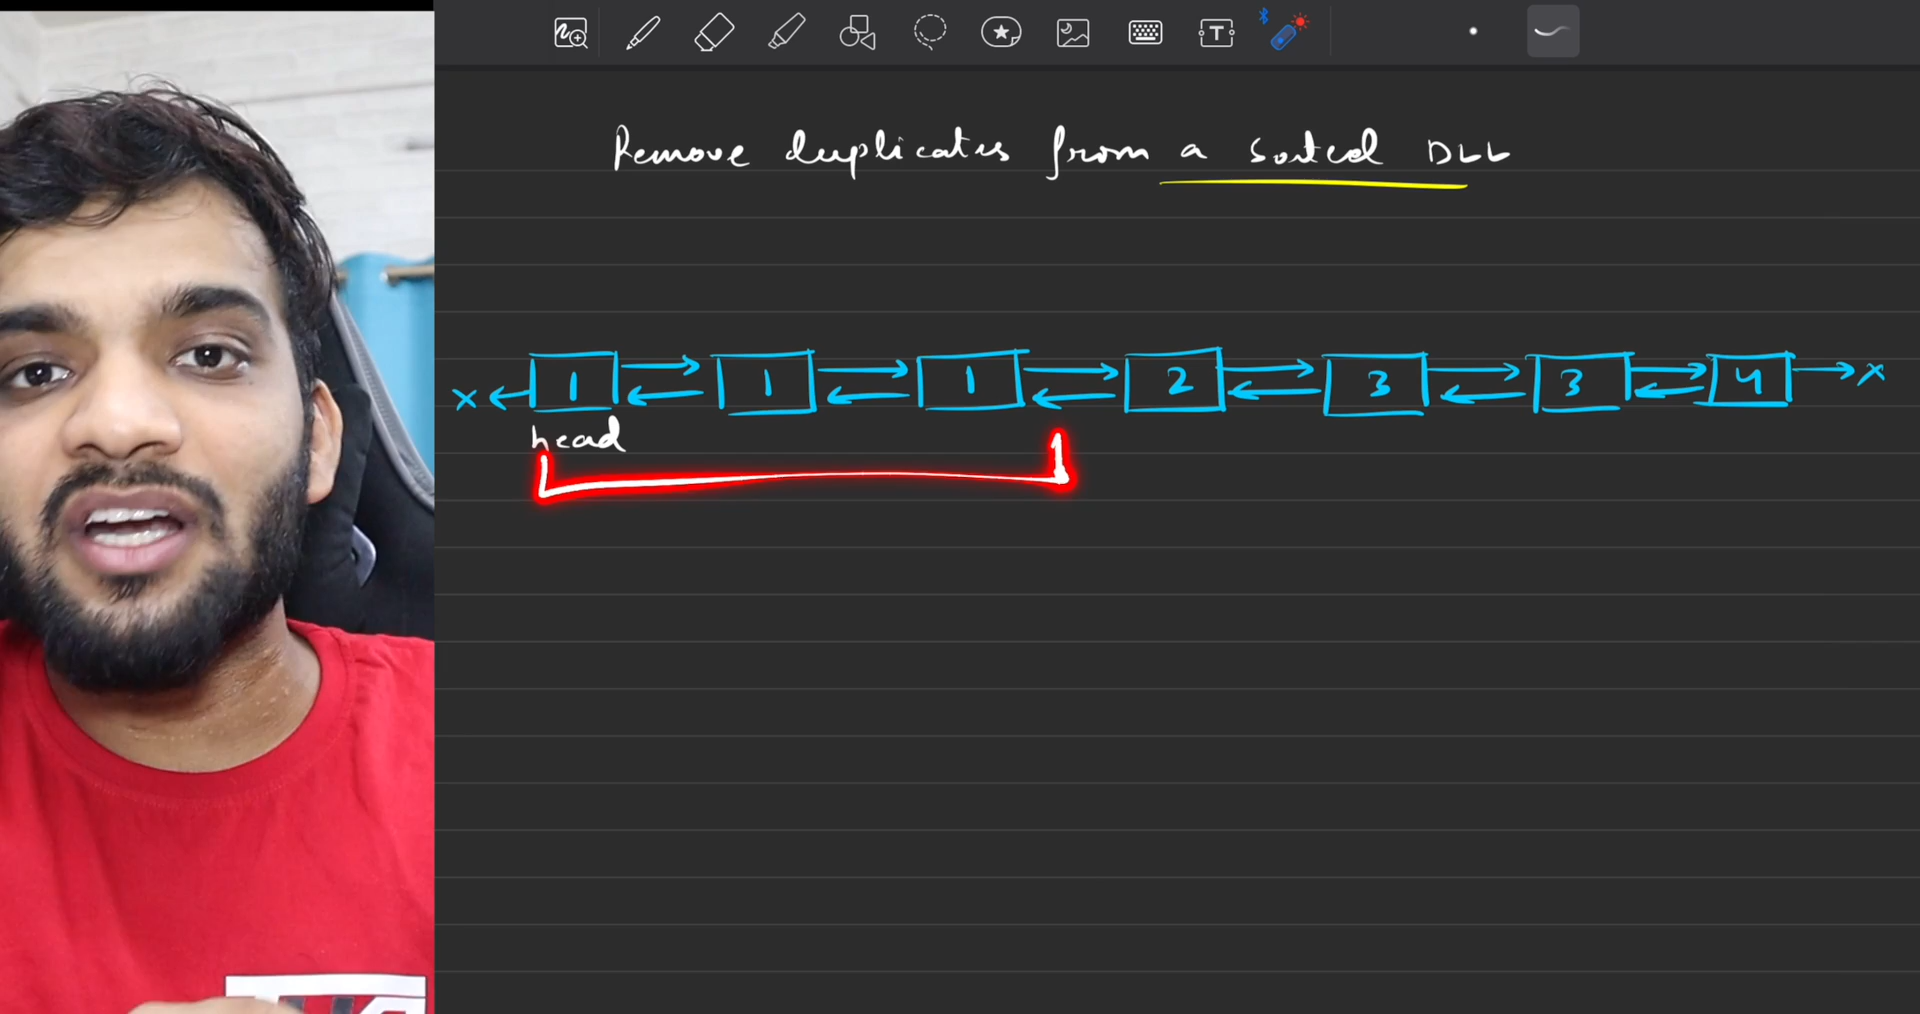 Remove duplicates from a sorted DLL
x 1 1 1 2 3 3 4 x
head